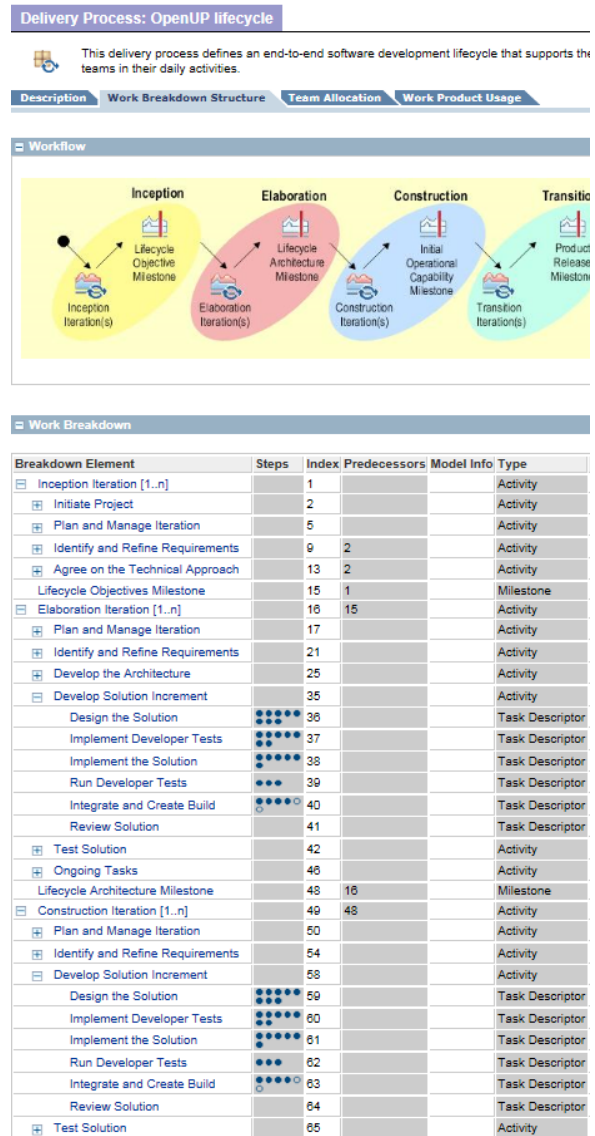 Delivery Process: OpenUP lifecycle
This delivery process defines an end-to-end software development lifecycle that supports the
teams in their daily activities.
Description Work Breakdown Structure Team Allocation Work Product Usage
Workflow
Inception Elaboration Construction Transitio
Lifecycle
Objective
Milestone
Lifecycle
Architecture
Milestone
Initial
Operational
Capability
Milestone
Product
Release
Milestone
Inception
Iteration(s)
Elaboration
Iteration(s)
Construction
Iteration(s)
Transition
Iteration(s)
Work Breakdown
Breakdown Element Steps Index Predecessors Model Info Type
Inception Iteration [1..n] 1 Activity
Initiate Project 2 Activity
Plan and Manage Iteration 5 Activity
Identify and Refine Requirements 9 2 Activity
Agree on the Technical Approach 13 2 Activity
Lifecycle Objectives Milestone 15 1 Milestone
Elaboration Iteration [1..n] 16 15 Activity
Plan and Manage Iteration 17 Activity
Identify and Refine Requirements 21 Activity
Develop the Architecture 25 Activity
Develop Solution Increment 35 Activity
Design the Solution 36 Task Descriptor
Implement Developer Tests 37 Task Descriptor
Implement the Solution 38 Task Descriptor
Run Developer Tests 39 Task Descriptor
Integrate and Create Build 40 Task Descriptor
Review Solution 41 Task Descriptor
Test Solution 42 Activity
Ongoing Tasks 46 Activity
Lifecycle Architecture Milestone 48 16 Milestone
Construction Iteration [1..n] 49 48 Activity
Plan and Manage Iteration 50 Activity
Identify and Refine Requirements 54 Activity
Develop Solution Increment 58 Activity
Design the Solution 59 Task Descriptor
Implement Developer Tests 60 Task Descriptor
Implement the Solution 61 Task Descriptor
Run Developer Tests 62 Task Descriptor
Integrate and Create Build 63 Task Descriptor
Review Solution 64 Task Descriptor
Test Solution 65 Activity